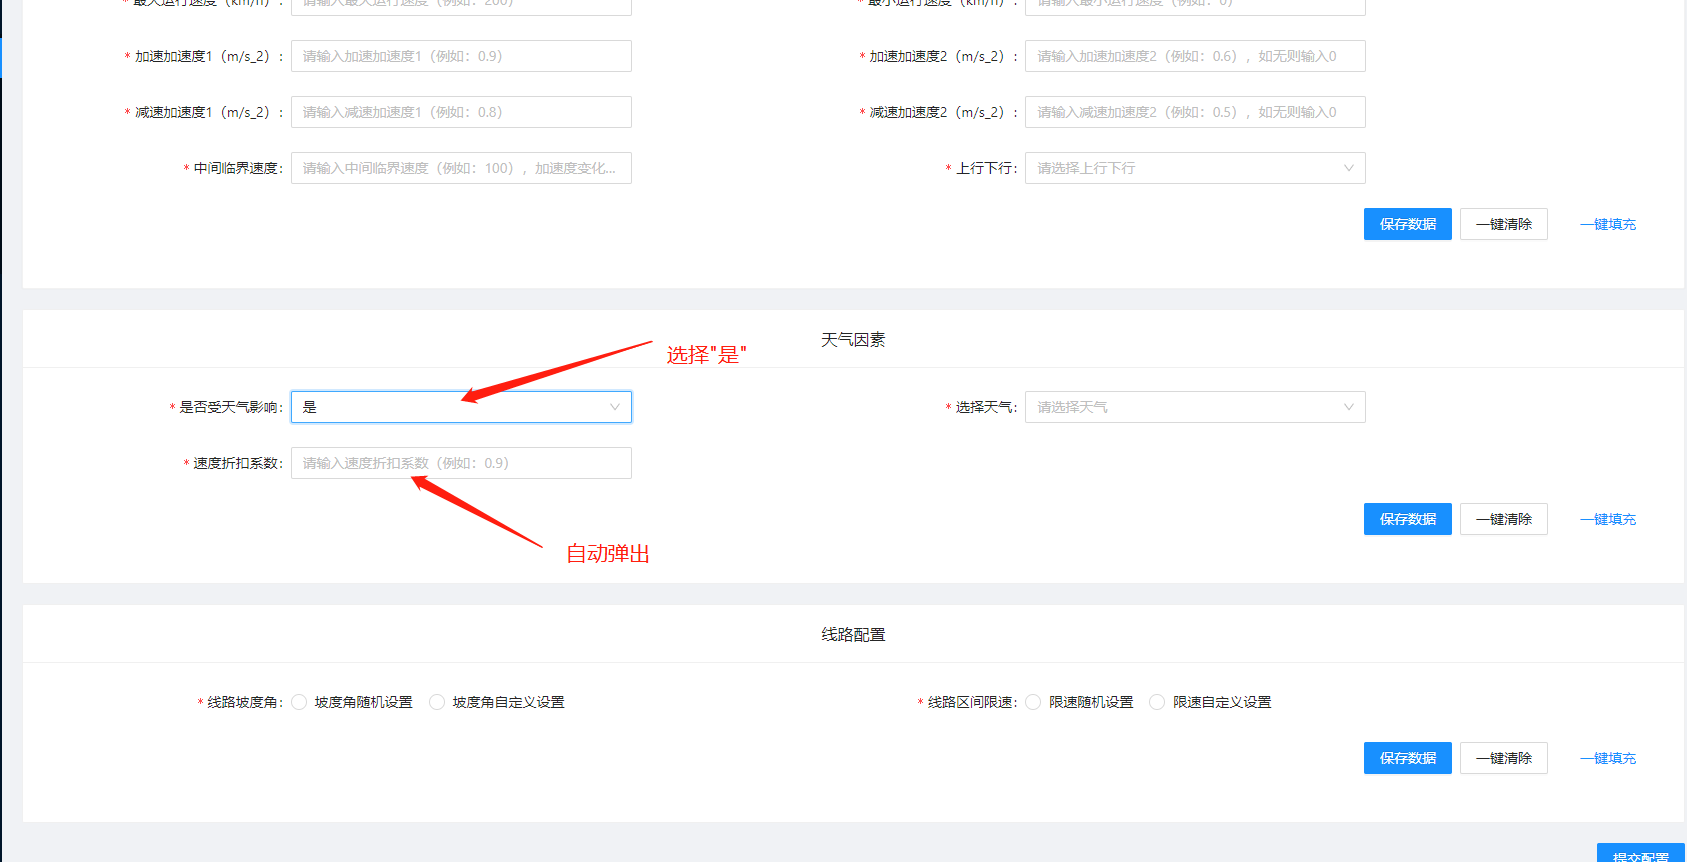 * 最大运行速度（km/h）: 请输入最大运行速度（例如：200） * 最小运行速度（km/h）: 请输入最小运行速度（例如：0）
* 加速加速度1（m/s_2）: 请输入加速加速度1（例如：0.9） * 加速加速度2（m/s_2）: 请输入加速加速度2（例如：0.6），如无则输入0
* 减速加速度1（m/s_2）: 请输入减速加速度1（例如：0.8） * 减速加速度2（m/s_2）: 请输入减速加速度2（例如：0.5），如无则输入0
* 中间临界速度: 请输入中间临界速度（例如：100），加速度变化... * 上行下行: 请选择上行下行
保存数据 一键清除 一键填充
天气因素
选择"是"
* 是否受天气影响: 是 * 选择天气: 请选择天气
* 速度折扣系数: 请输入速度折扣系数（例如：0.9）
保存数据 一键清除 一键填充
自动弹出
线路配置
* 线路坡度角: 坡度角随机设置 坡度角自定义设置 * 线路区间限速: 限速随机设置 限速自定义设置
保存数据 一键清除 一键填充
提交配置